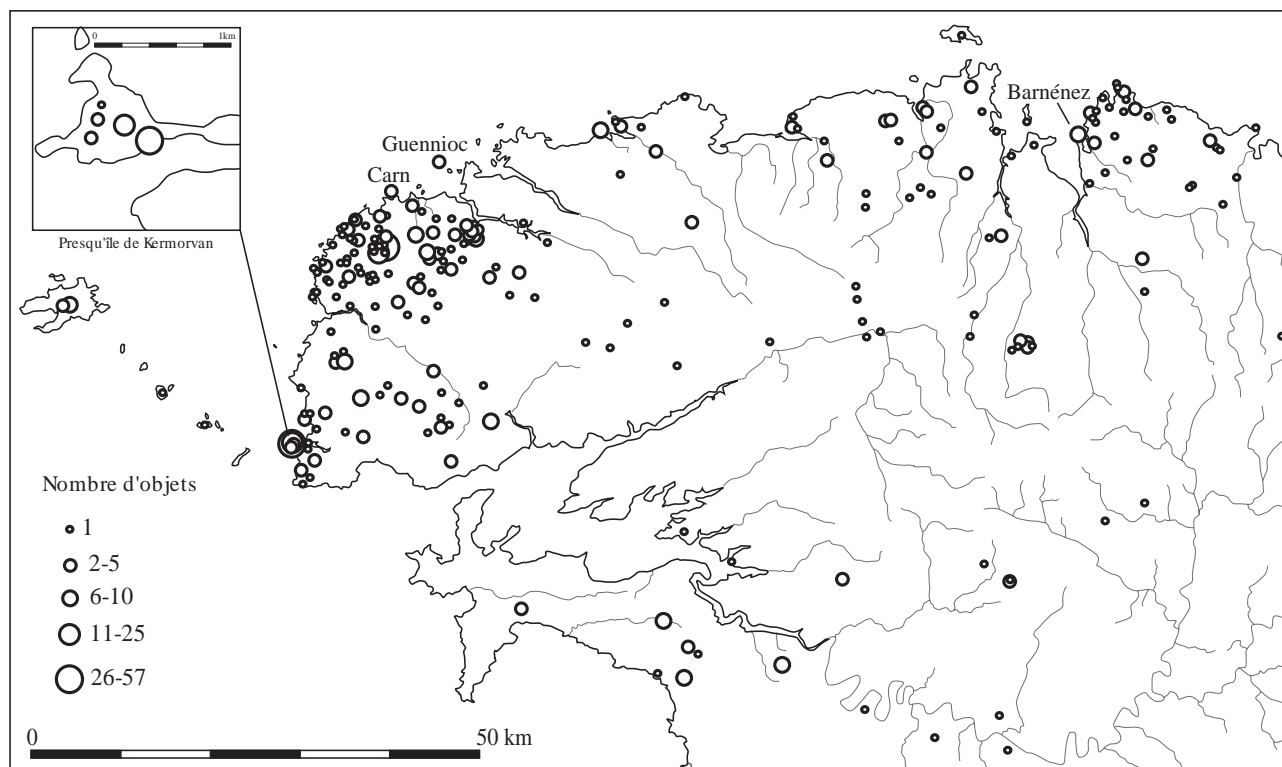 0 1km
Presqu'île de Kermorvan
Guennioc
Carn
Barnénez
Nombre d'objets
1
2-5
6-10
11-25
26-57
0 50 km